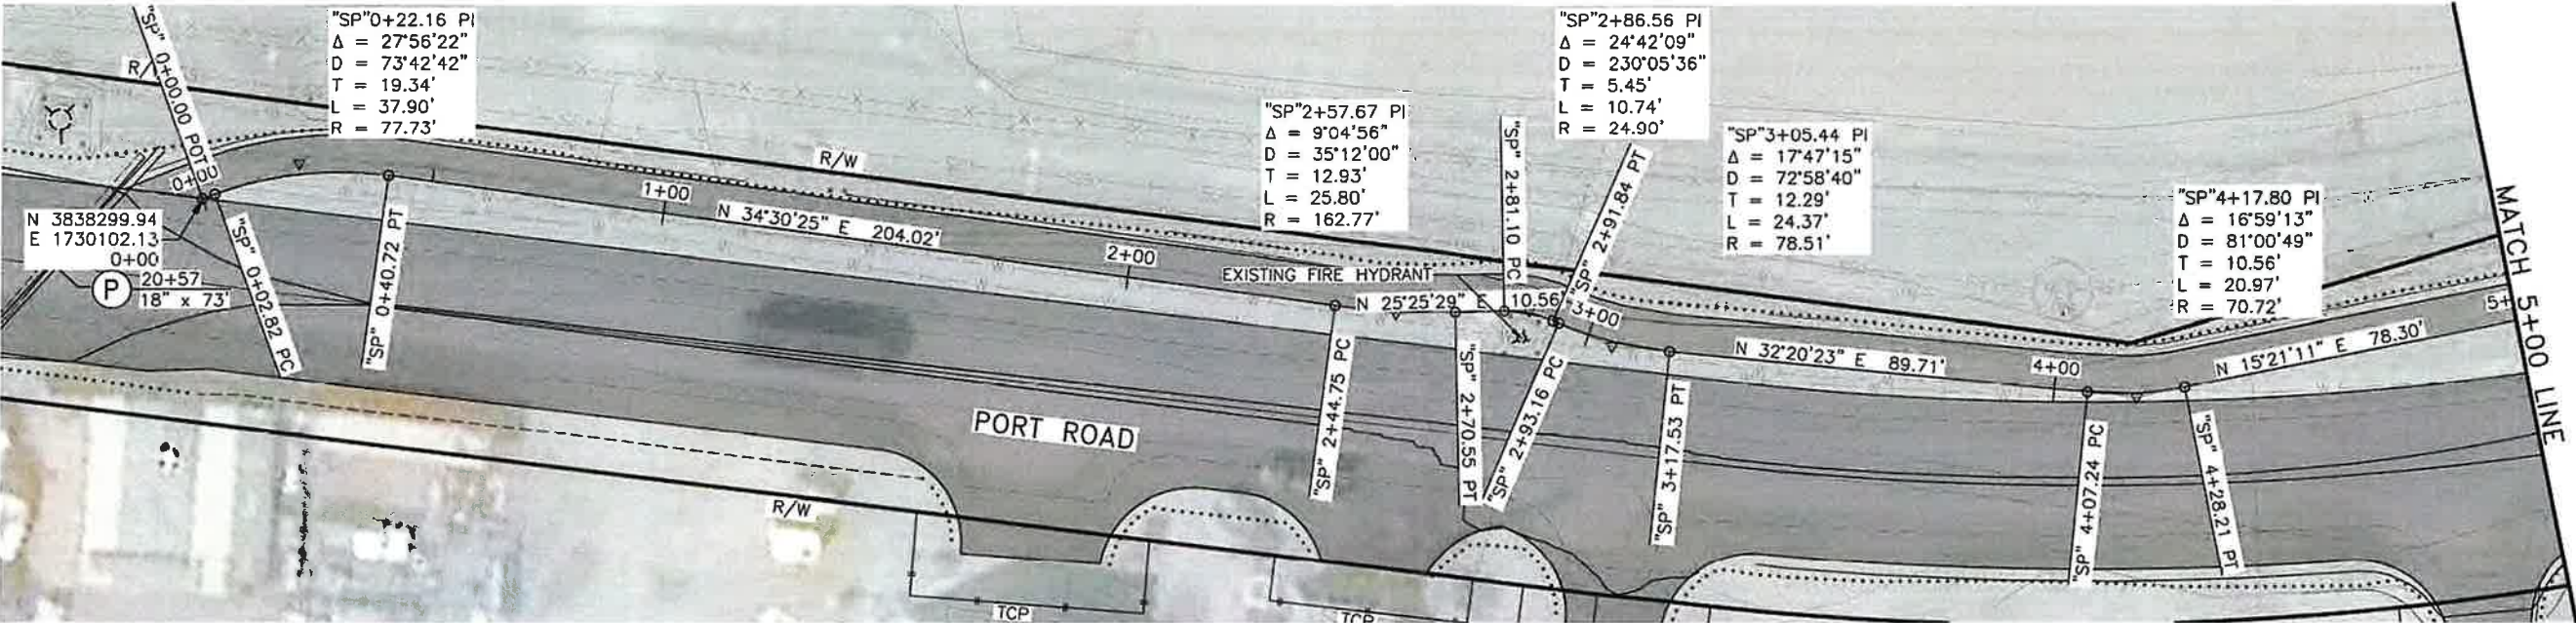 "SP" 0+00.00 POT
R/
"SP"0+22.16 PI
Δ = 27°56'22"
D = 73°42'42"
T = 19.34'
L = 37.90'
R = 77.73'
0+00
N 3838299.94
E 1730102.13
0+00
P
20+57
18" x 73'
"SP" 0+02.82 PC
"SP" 0+40.72 PT
1+00
N 34°30'25" E 204.02'
R/W
2+00
"SP"2+57.67 PI
Δ = 9°04'56"
D = 35°12'00"
T = 12.93'
L = 25.80'
R = 162.77'
EXISTING FIRE HYDRANT
N 25°25'29" E 10.56'
"SP" 2+44.75 PC
"SP" 2+70.55 PT
"SP" 2+81.10 PC
"SP"2+86.56 PI
Δ = 24°42'09"
D = 230°05'36"
T = 5.45'
L = 10.74'
R = 24.90'
"SP" 2+91.84 PT
"SP" 2+93.16 PC
3+00
"SP"3+05.44 PI
Δ = 17°47'15"
D = 72°58'40"
T = 12.29'
L = 24.37'
R = 78.51'
"SP" 3+17.53 PT
N 32°20'23" E 89.71'
4+00
"SP"4+17.80 PI
Δ = 16°59'13"
D = 81°00'49"
T = 10.56'
L = 20.97'
R = 70.72'
"SP" 4+07.24 PC
"SP" 4+28.21 PT
N 15°21'11" E 78.30'
5+
MATCH 5+00 LINE
PORT ROAD
R/W
TCP
TCP